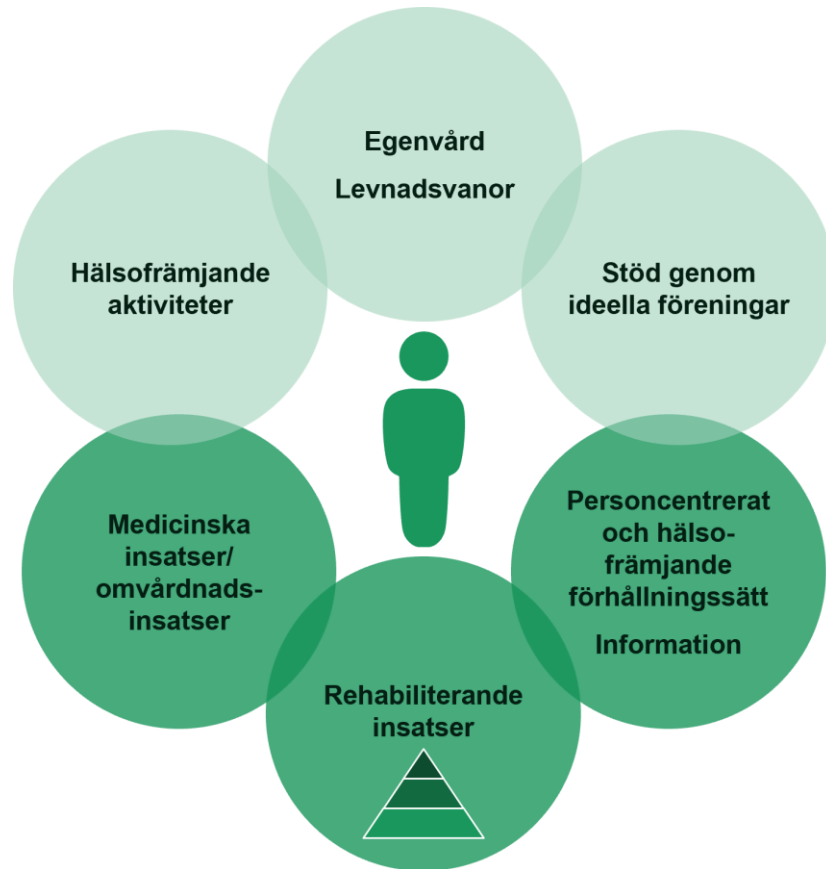 Egenvård
Levnadsvanor
Hälsofrämjande
aktiviteter
Stöd genom
ideella föreningar
Medicinska
insatser/
omvårdnads-
insatser
Personcentrerat
och hälso-
främjande
förhållningssätt
Information
Rehabiliterande
insatser